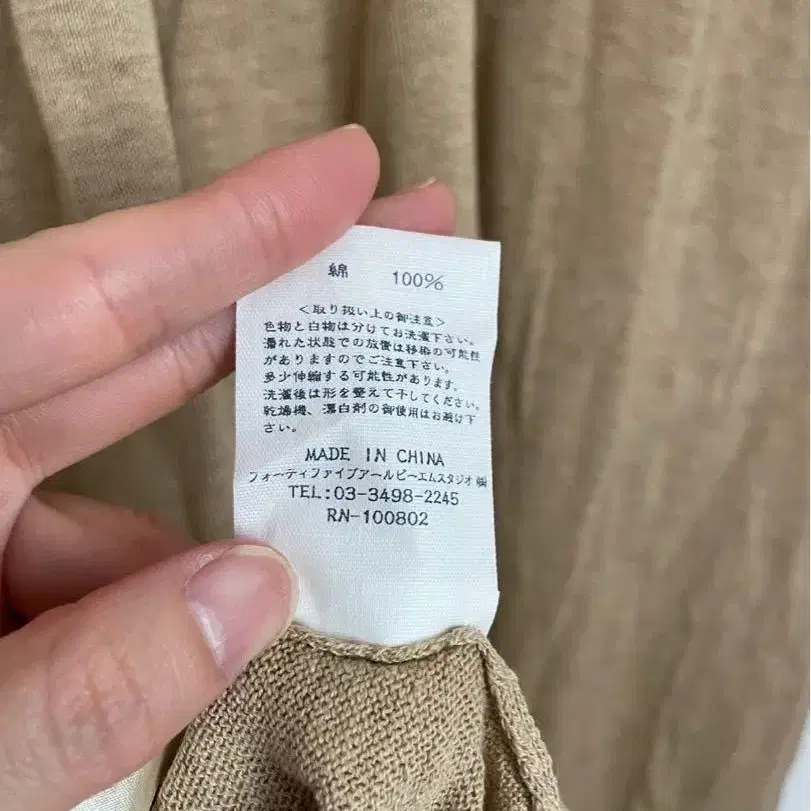 綿 100%
<取り扱い上の御注意>
色物と白物は分けてお洗濯下さい。
濡れた状態での放置は移染の可能性
がありますのでご注意下さい。
多少伸縮する可能性があります。
洗濯後は形を整えて干してください。
乾燥機、漂白剤の御使用はお避け下
さい。
MADE IN CHINA
フォーティファイブアールピーエムスタジオ㈱
TEL:03-3498-2245
RN-100802